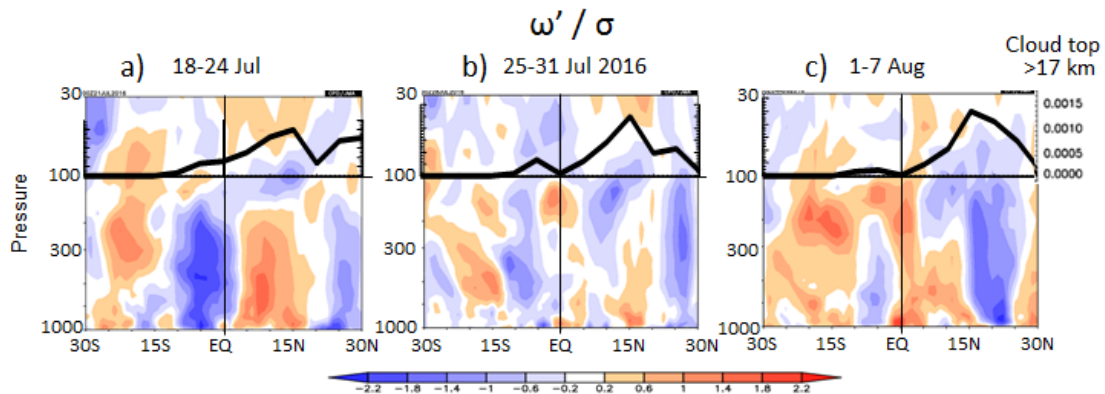 ω' / σ
a) 18-24 Jul
b) 25-31 Jul 2016
c) 1-7 Aug
Cloud top
>17 km
Pressure
30
100
300
1000
30S 15S EQ 15N 30N
30
100
300
1000
30S 15S EQ 15N 30N
30
100
300
1000
30S 15S EQ 15N 30N
0.0015
0.0010
0.0005
0.0000
-2.2 -1.8 -1.4 -1 -0.6 -0.2 0.2 0.6 1 1.4 1.8 2.2